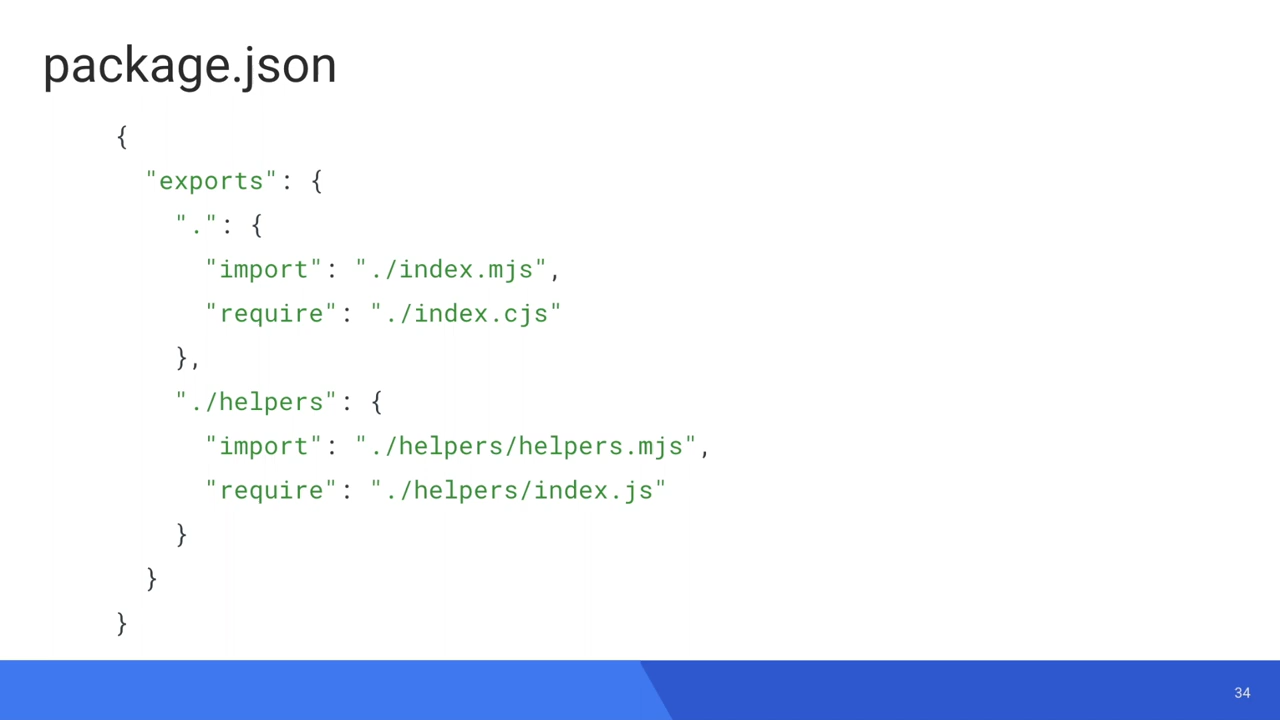 package.json
{
  "exports": {
    ".": {
      "import": "./index.mjs",
      "require": "./index.cjs"
    },
    "./helpers": {
      "import": "./helpers/helpers.mjs",
      "require": "./helpers/index.js"
    }
  }
}
34